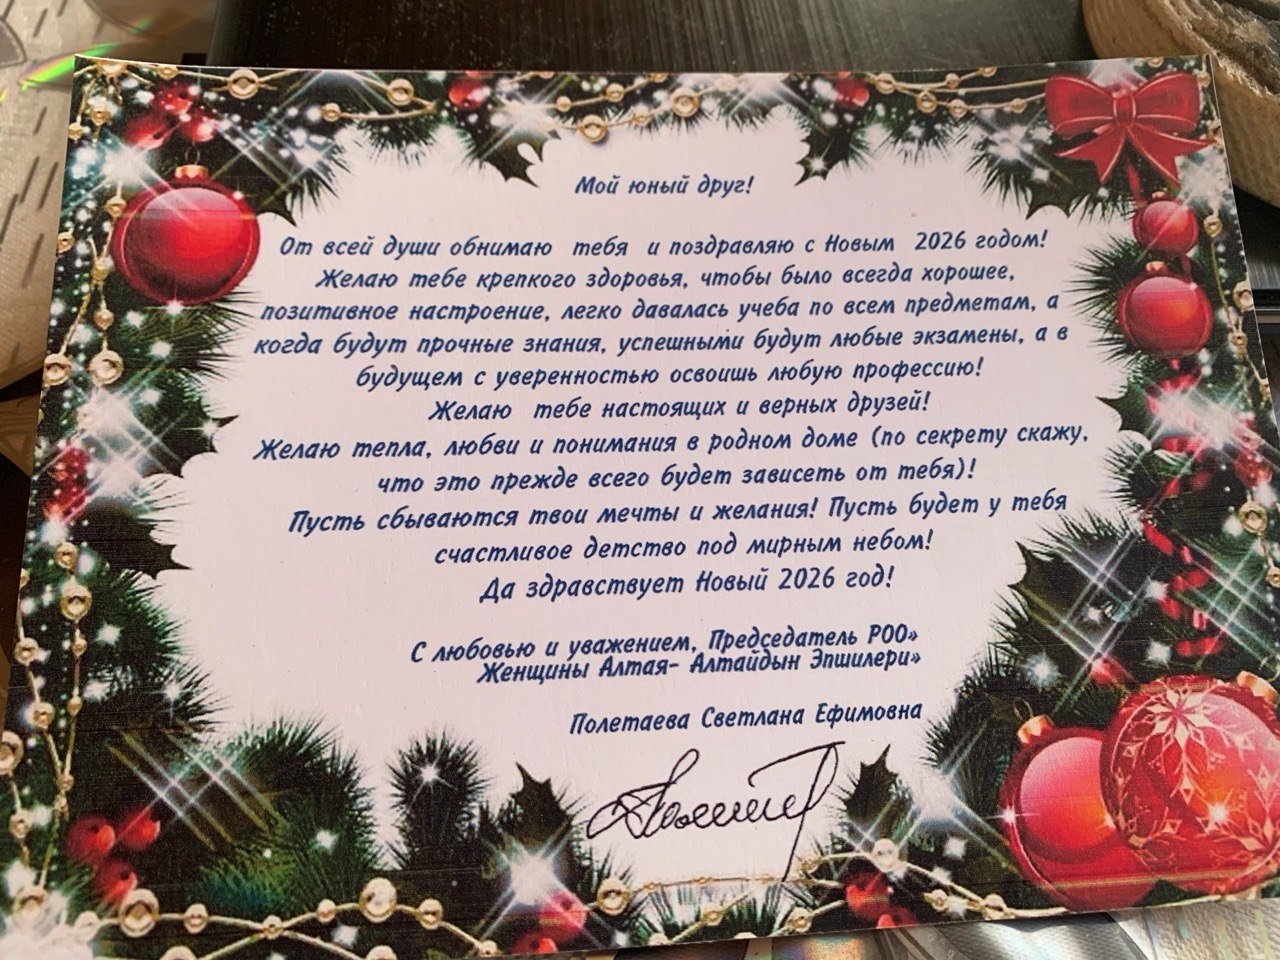 Мой юный друг!
От всей души обнимаю тебя и поздравляю с Новым 2026 годом!
Желаю тебе крепкого здоровья, чтобы было всегда хорошее,
позитивное настроение, легко давалась учеба по всем предметам, а
когда будут прочные знания, успешными будут любые экзамены, а в
будущем с уверенностью освоишь любую профессию!
Желаю тебе настоящих и верных друзей!
Желаю тепла, любви и понимания в родном доме (по секрету скажу,
что это прежде всего будет зависеть от тебя)!
Пусть сбываются твои мечты и желания! Пусть будет у тебя
счастливое детство под мирным небом!
Да здравствует Новый 2026 год!
С любовью и уважением, Председатель РОО»
Женщины Алтая– Алтайдын Эпшилери»
Полетаева Светлана Ефимовна